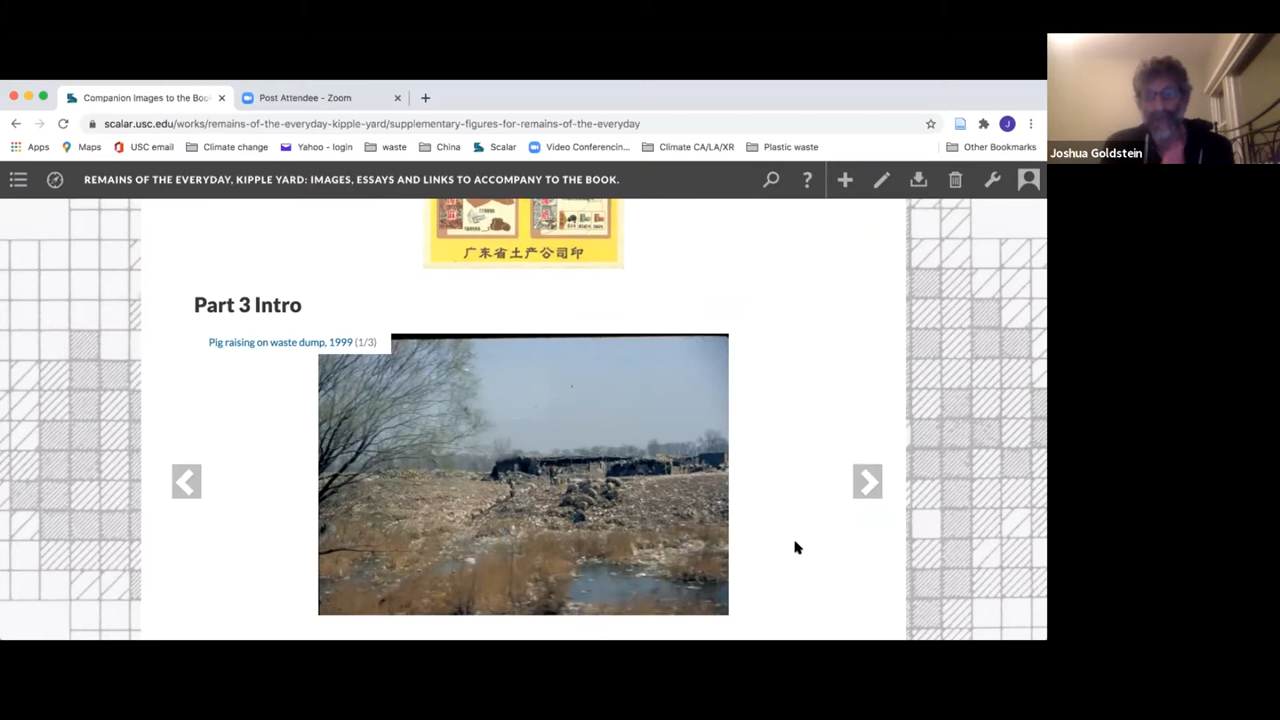 Companion Images to the Boo
Post Attendee - Zoom
scalar.usc.edu/works/remains-of-the-everyday-kipple-yard/supplementary-figures-for-remains-of-the-everyday
Apps Maps USC email Climate change Yahoo - login waste China Scalar Video Conferencin... Climate CA/LA/XR Plastic waste Other Bookmarks
REMAINS OF THE EVERYDAY, KIPPLE YARD: IMAGES, ESSAYS AND LINKS TO ACCOMPANY TO THE BOOK.
Joshua Goldstein
广东省土产公司印
Part 3 Intro
Pig raising on waste dump, 1999 (1/3)